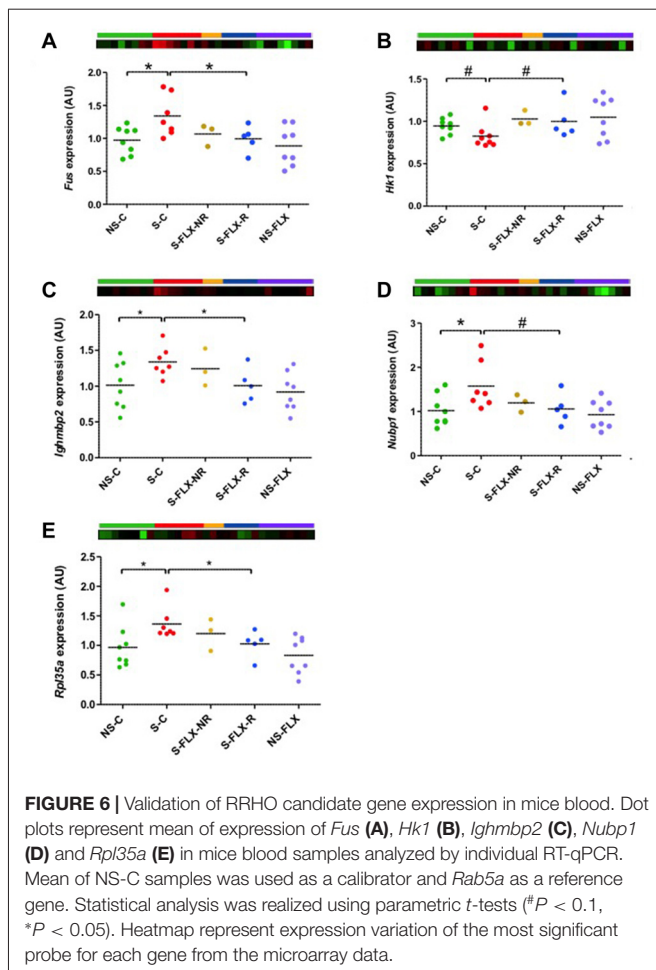 A
* *
2.0
1.5
1.0
0.5
0.0
Fus expression (AU)
NS-C
S-C
S-FLX-NR
S-FLX-R
NS-FLX
B
# #
1.5
1.0
0.5
0.0
Hk1 expression (AU)
NS-C
S-C
S-FLX-NR
S-FLX-R
NS-FLX
C
* *
2.0
1.5
1.0
0.5
0.0
Ighmbp2 expression (AU)
NS-C
S-C
S-FLX-NR
S-FLX-R
NS-FLX
D
* #
3
2
1
0
Nubp1 expression (AU)
NS-C
S-C
S-FLX-NR
S-FLX-R
NS-FLX
E
* *
2.5
2.0
1.5
1.0
0.5
0.0
Rpl35a expression (AU)
NS-C
S-C
S-FLX-NR
S-FLX-R
NS-FLX
FIGURE 6 | Validation of RRHO candidate gene expression in mice blood. Dot
plots represent mean of expression of Fus (A), Hk1 (B), Ighmbp2 (C), Nubp1
(D) and Rpl35a (E) in mice blood samples analyzed by individual RT-qPCR.
Mean of NS-C samples was used as a calibrator and Rab5a as a reference
gene. Statistical analysis was realized using parametric t-tests (#P < 0.1,
*P < 0.05). Heatmap represent expression variation of the most significant
probe for each gene from the microarray data.